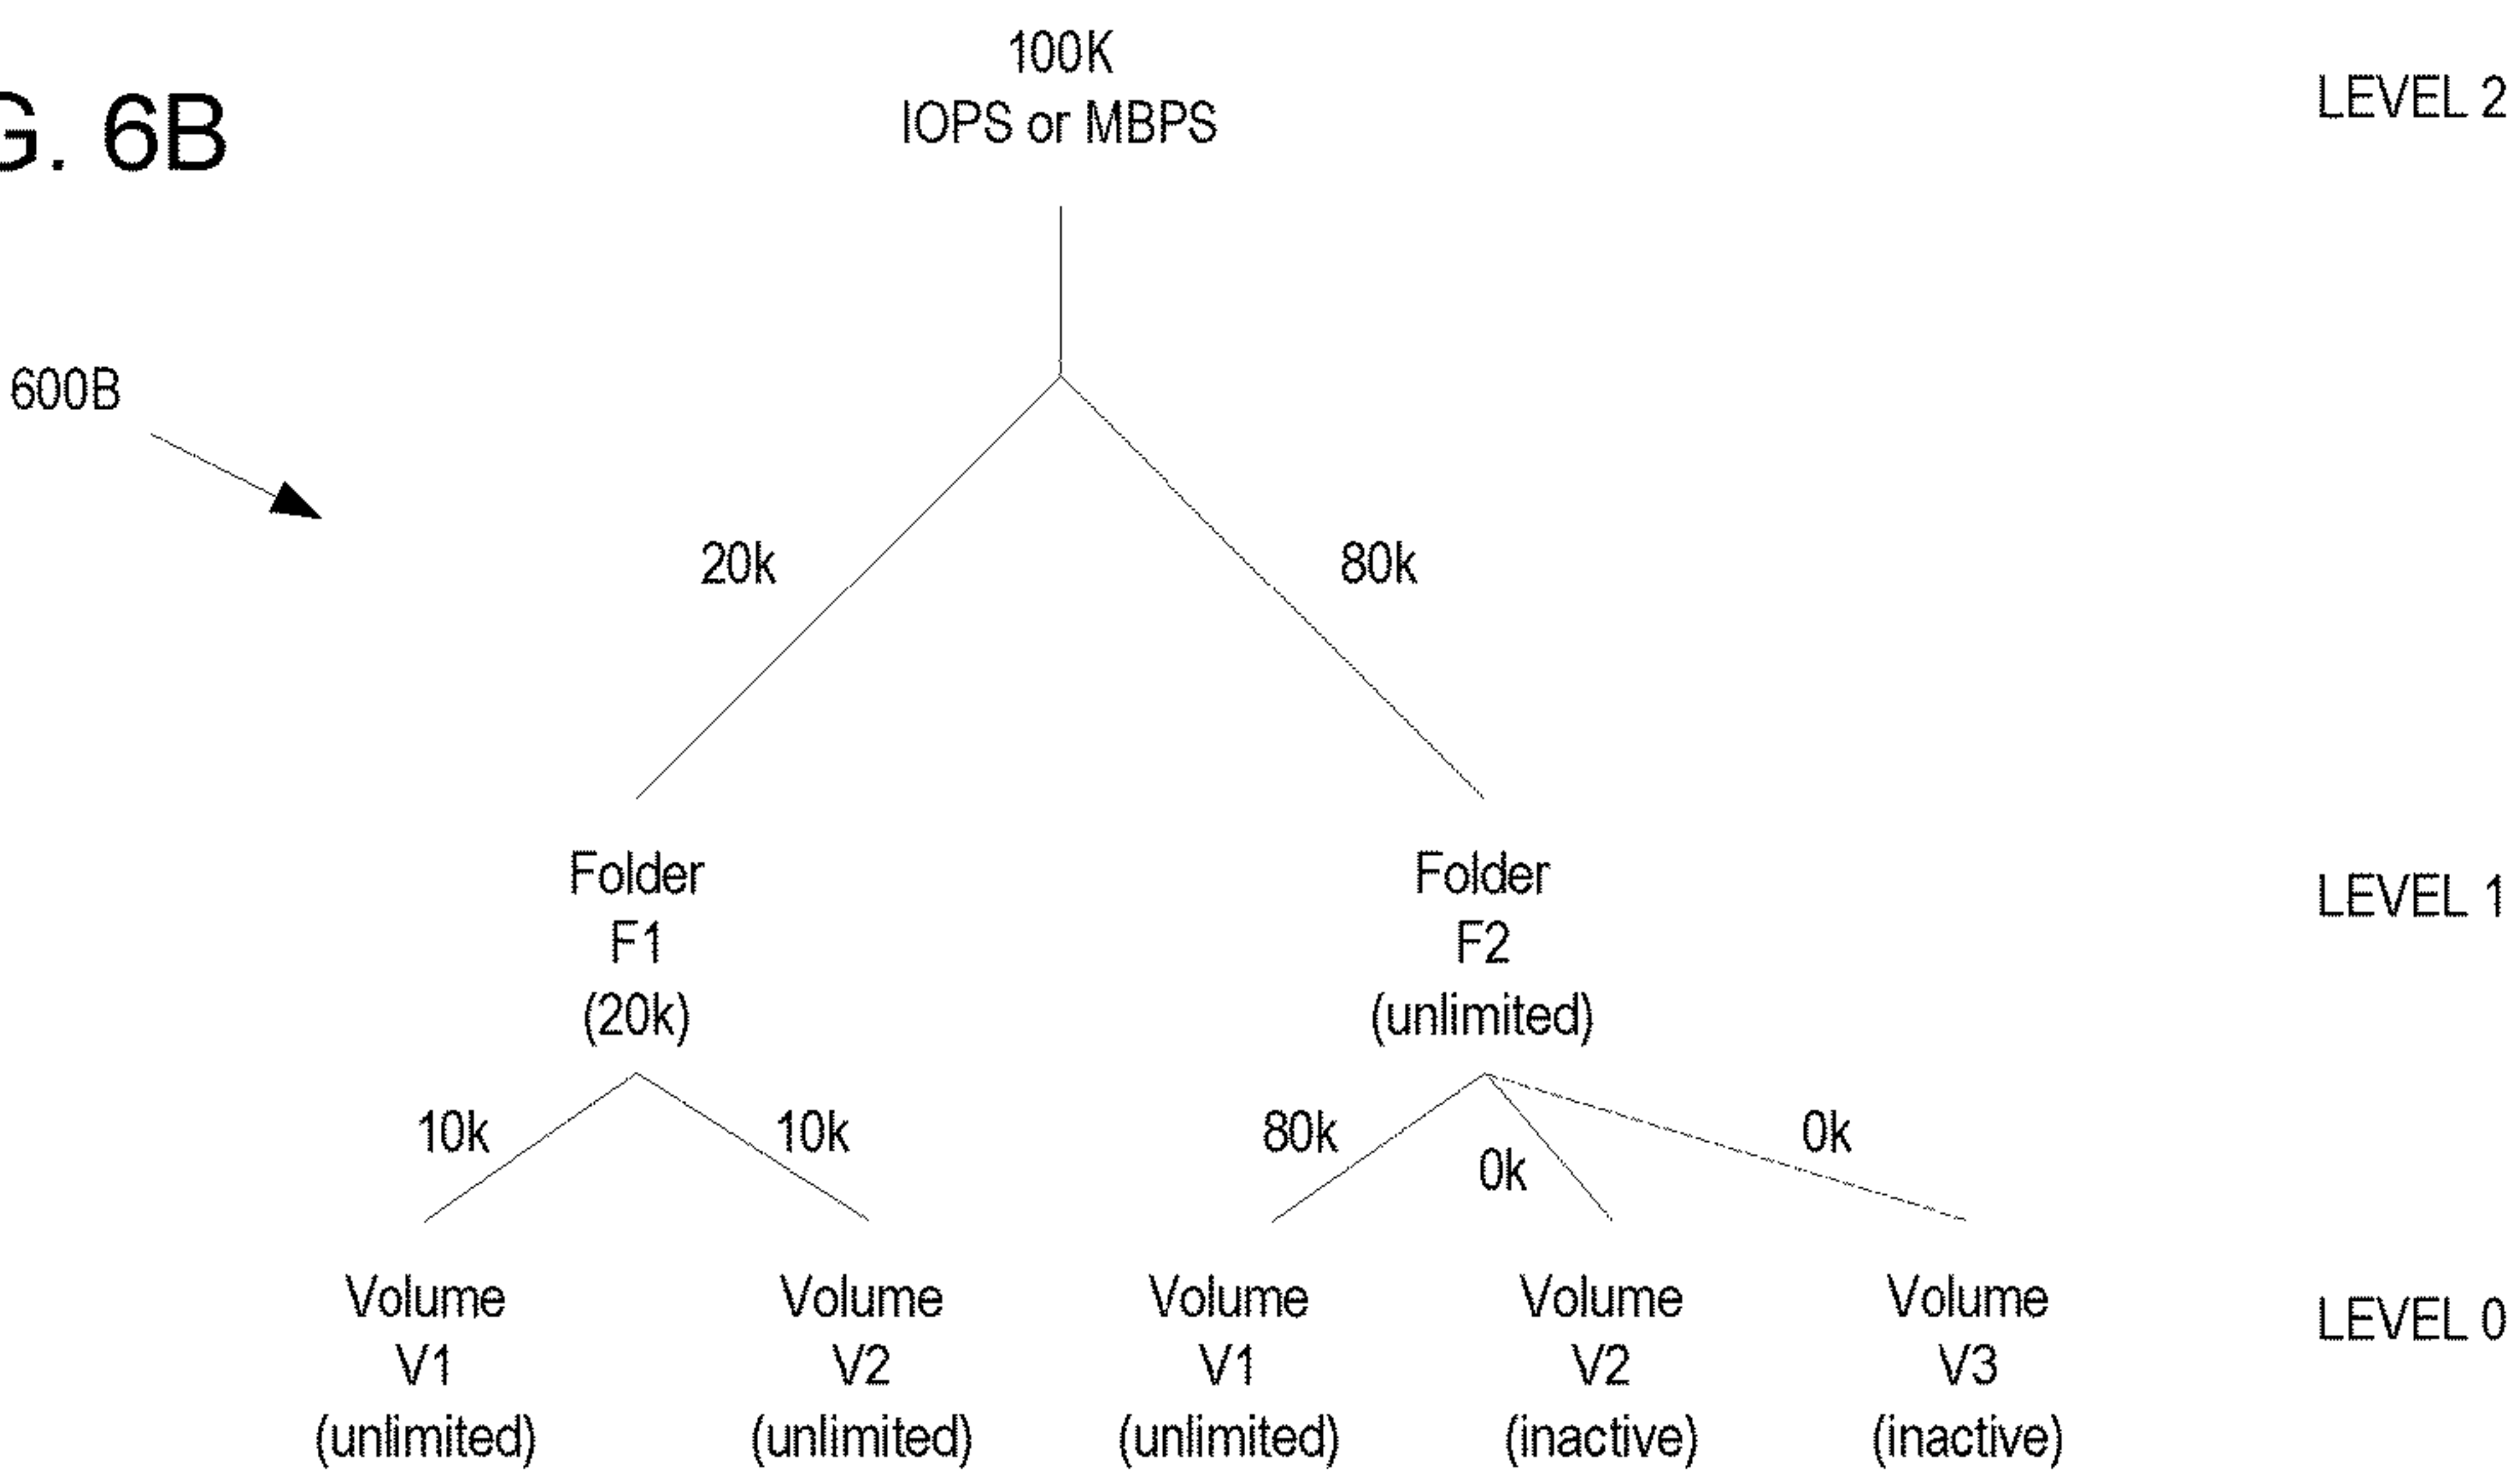 100K
IOPS or MBPS
LEVEL 2
G. 6B
600B
20k
80k
Folder
F1
(20k)
Folder
F2
(unlimited)
LEVEL 1
10k
10k
80k
0k
0k
Volume
V1
(unlimited)
Volume
V2
(unlimited)
Volume
V1
(unlimited)
Volume
V2
(inactive)
Volume
V3
(inactive)
LEVEL 0